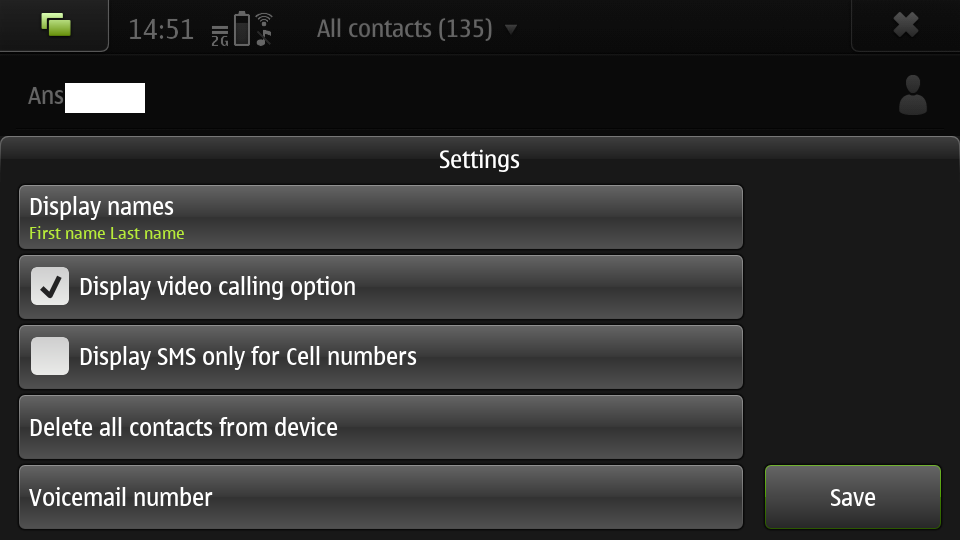 14:51
2G
All contacts (135)
Ans
Settings
Display names
First name Last name
Display video calling option
Display SMS only for Cell numbers
Delete all contacts from device
Voicemail number
Save